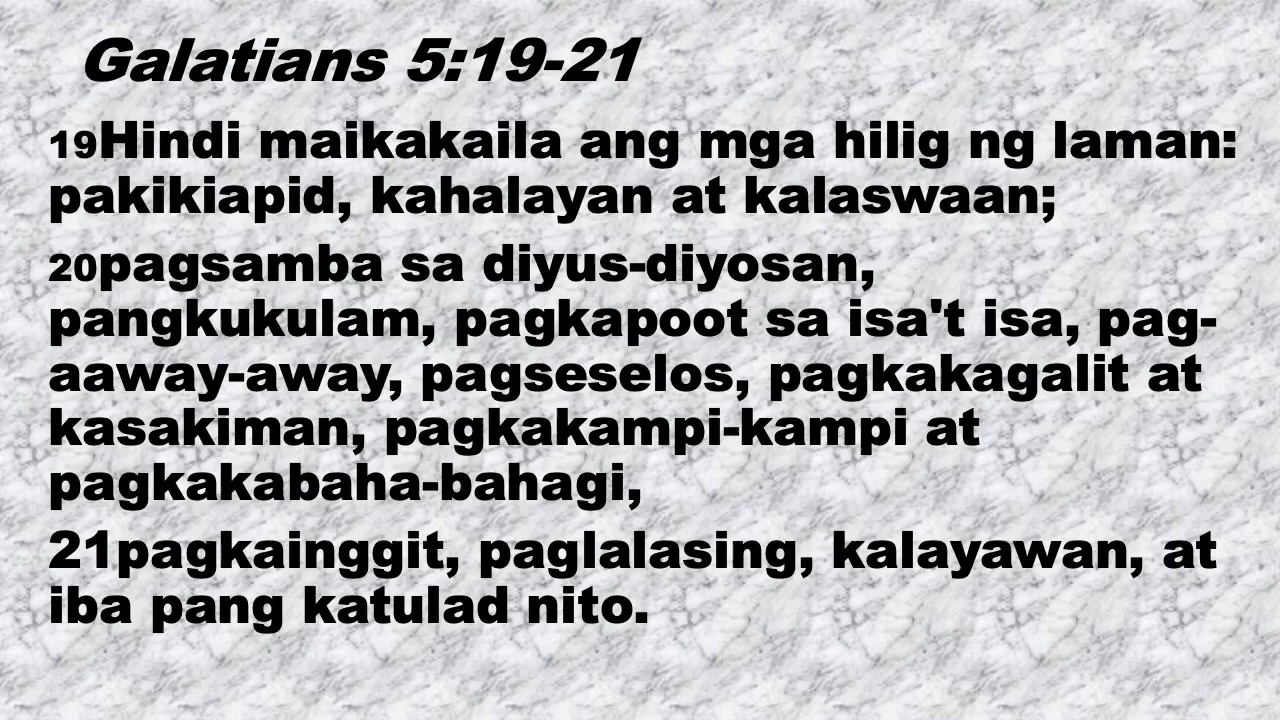 Galatians 5:19-21
19Hindi maikakaila ang mga hilig ng laman:
pakikiapid, kahalayan at kalaswaan;
20pagsamba sa diyus-diyosan,
pangkukulam, pagkapoot sa isa't isa, pag-
aaway-away, pagseselos, pagkakagalit at
kasakiman, pagkakampi-kampi at
pagkakabaha-bahagi,
21pagkainggit, paglalasing, kalayawan, at
iba pang katulad nito.